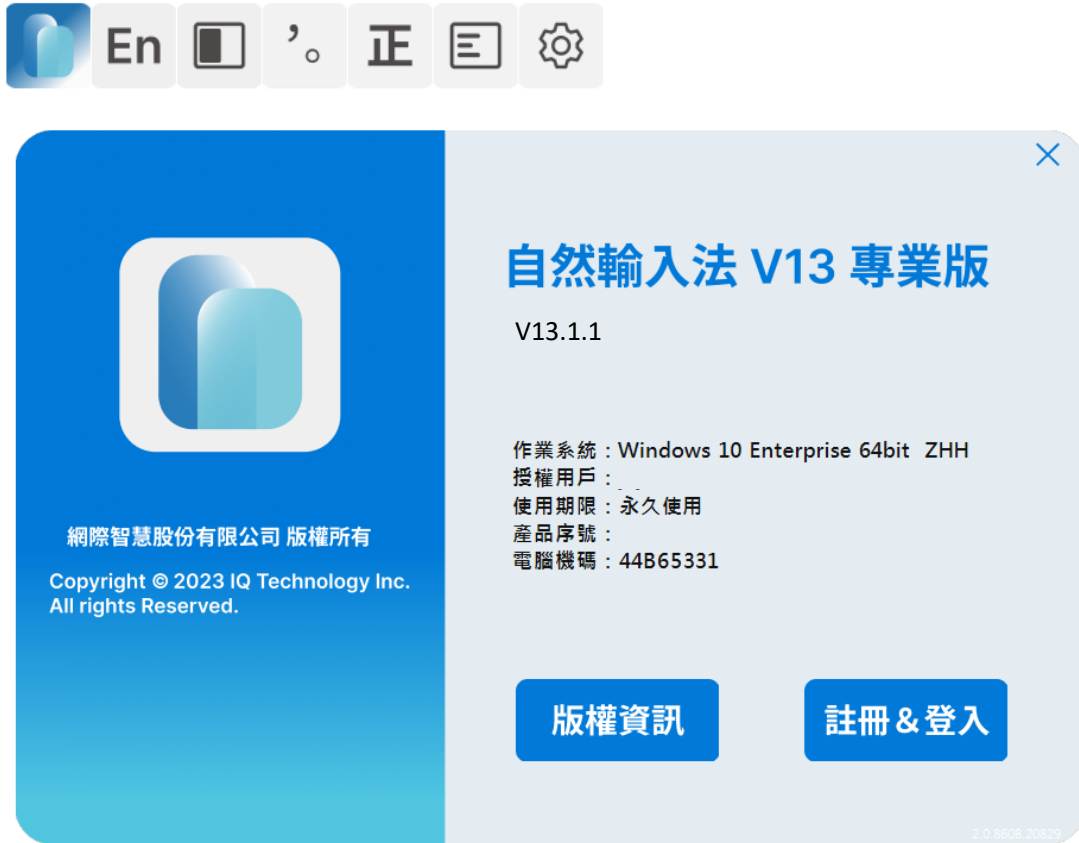 En
’。
正
自然輸入法 V13 專業版
V13.1.1
作業系統：Windows 10 Enterprise 64bit  ZHH
授權用戶：
使用期限：永久使用
產品序號：
電腦機碼：44B65331
網際智慧股份有限公司 版權所有
Copyright © 2023 IQ Technology Inc.
All rights Reserved.
版權資訊
註冊＆登入
2.0.8608.20829